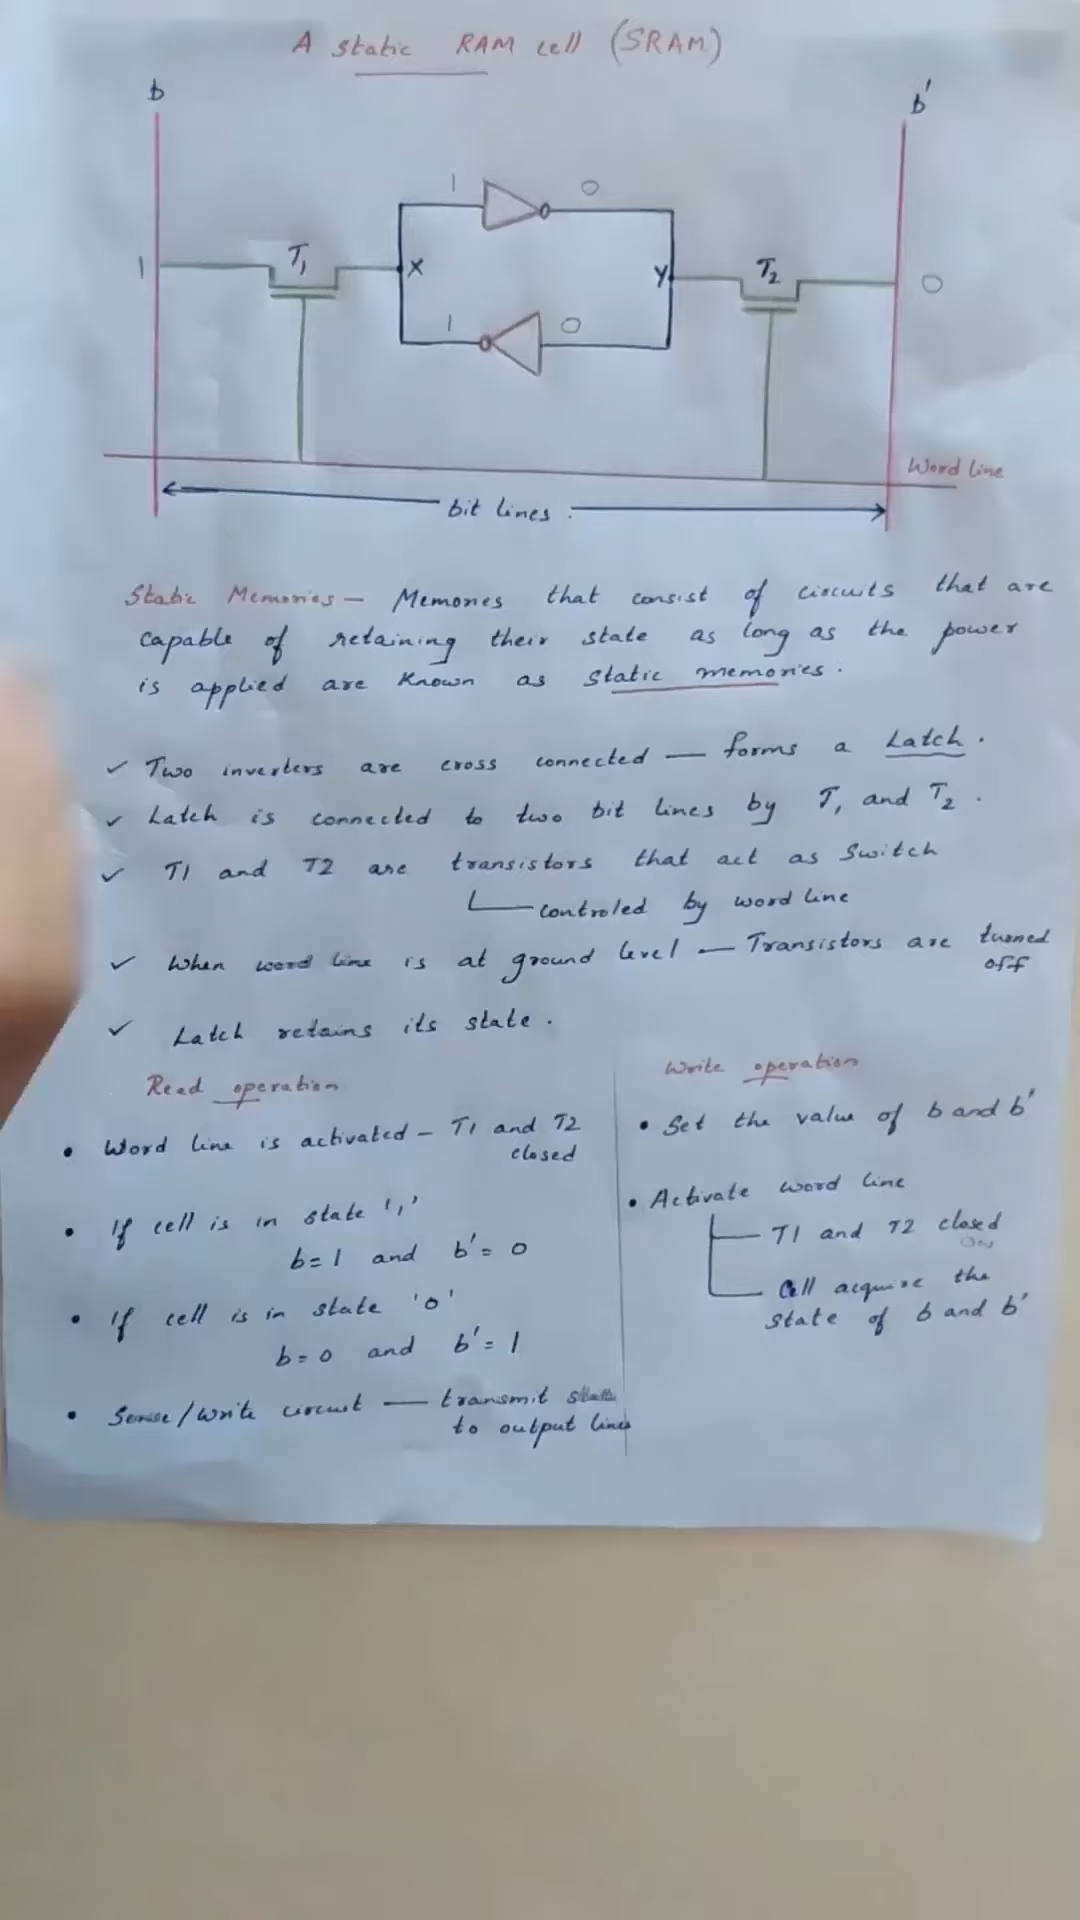 A static RAM cell (SRAM)
b b'
1 0
T1 T2
1 x y 0
1 0
Word line
bit lines
Static Memories — Memories that consist of circuits that are
capable of retaining their state as long as the power
is applied are known as static memories.
✓ Two inverters are cross connected — forms a Latch.
✓ Latch is connected to two bit lines by T1 and T2.
✓ T1 and T2 are transistors that act as switch
controled by word line
✓ When word line is at ground level — Transistors are turned
off
✓ Latch retains its state.
Read operation
• Word line is activated – T1 and T2
closed
• If cell is in state '1'
b=1 and b'=0
• If cell is in state '0'
b=0 and b'=1
• Sense/Write circuit — transmit
to output lines
Write operation
• Set the value of b and b'
• Activate word line
T1 and T2 closed
on
Cell acquire the
state of b and b'